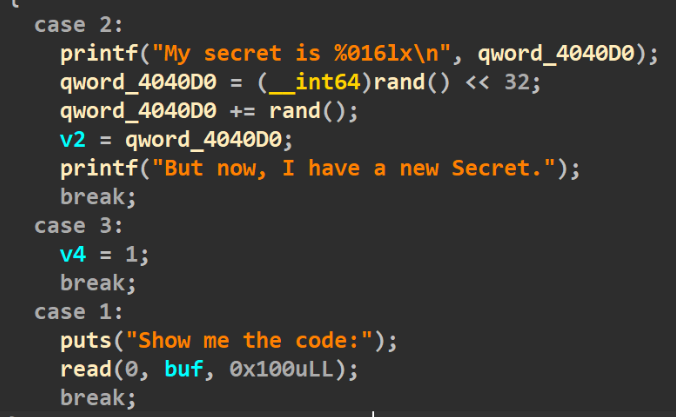 {
case 2:
printf("My secret is %016lx\n", qword_4040D0);
qword_4040D0 = (__int64)rand() << 32;
qword_4040D0 += rand();
v2 = qword_4040D0;
printf("But now, I have a new Secret.");
break;
case 3:
v4 = 1;
break;
case 1:
puts("Show me the code:");
read(0, buf, 0x100uLL);
break;